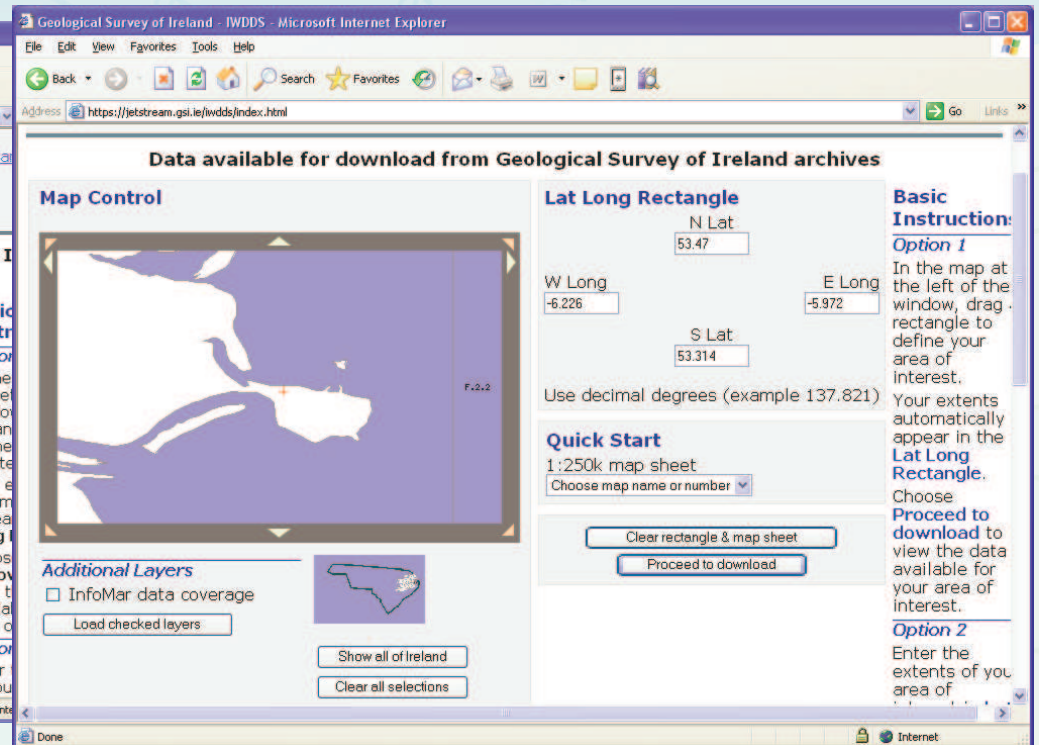 Geological Survey of Ireland - IWDDS - Microsoft Internet Explorer
File Edit View Favorites Tools Help
Back Search Favorites
Address https://jetstream.gsi.ie/iwdds/index.html Go Links »
Data available for download from Geological Survey of Ireland archives
Map Control
F.2.2
Additional Layers
InfoMar data coverage
Load checked layers
Show all of Ireland
Clear all selections
Lat Long Rectangle
N Lat
53.47
W Long E Long
-6.226 -5.972
S Lat
53.314
Use decimal degrees (example 137.821)
Quick Start
1:250k map sheet
Choose map name or number
Clear rectangle & map sheet
Proceed to download
Basic
Instructions
Option 1
In the map at
the left of the
window, drag
rectangle to
define your
area of
interest.
Your extents
automatically
appear in the
Lat Long
Rectangle.
Choose
Proceed to
download to
view the data
available for
your area of
interest.
Option 2
Enter the
extents of you
area of
Done Internet